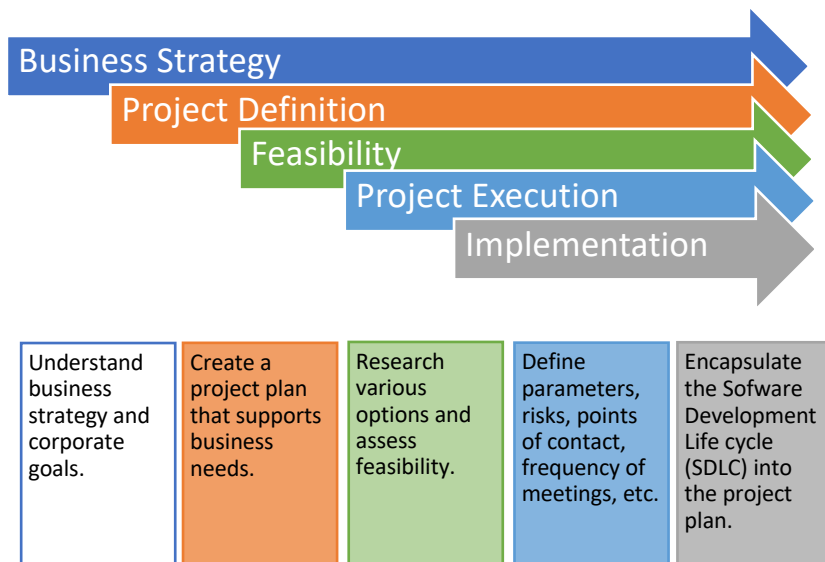 Business Strategy
Project Definition
Feasibility
Project Execution
Implementation
Understand
business
strategy and
corporate
goals.
Create a
project plan
that supports
business
needs.
Research
various
options and
assess
feasibility.
Define
parameters,
risks, points
of contact,
frequency of
meetings, etc.
Encapsulate
the Sofware
Development
Life cycle
(SDLC) into
the project
plan.